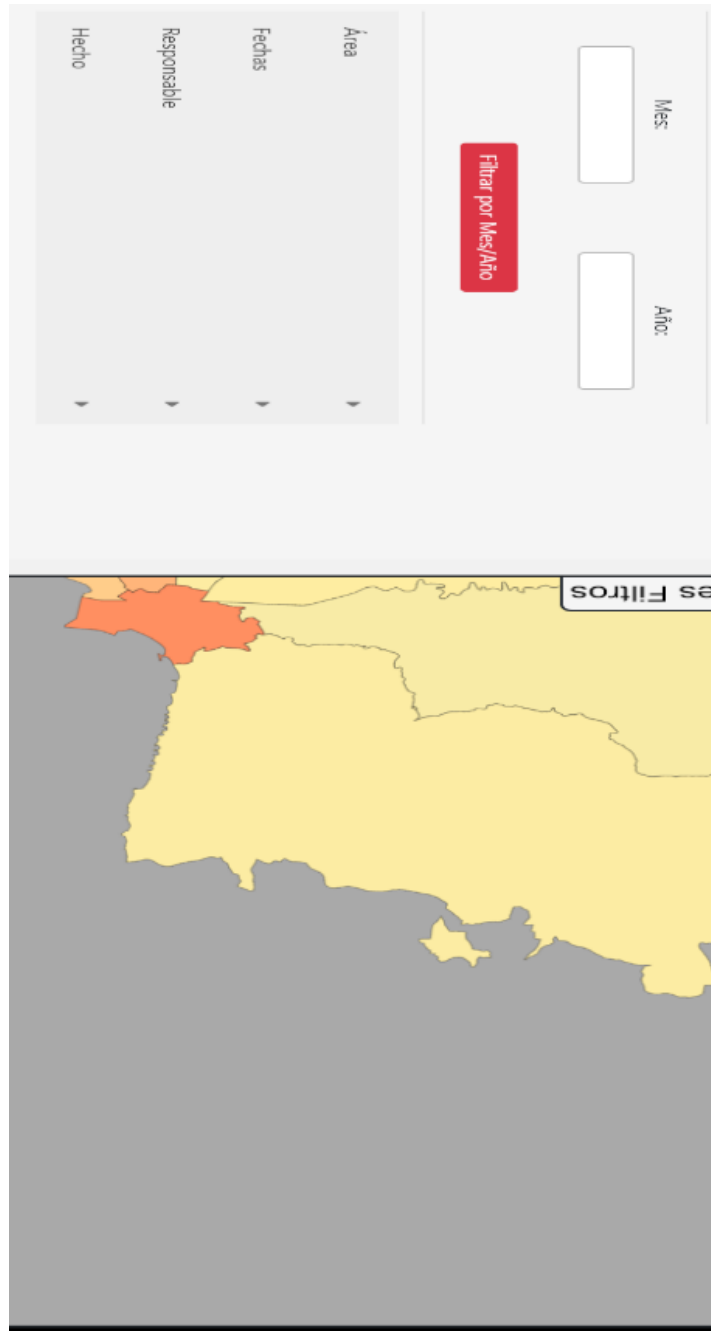 Mes:
Año:
Filtrar por Mes/Año
Área
Fechas
Responsable
Hecho
es Filtros